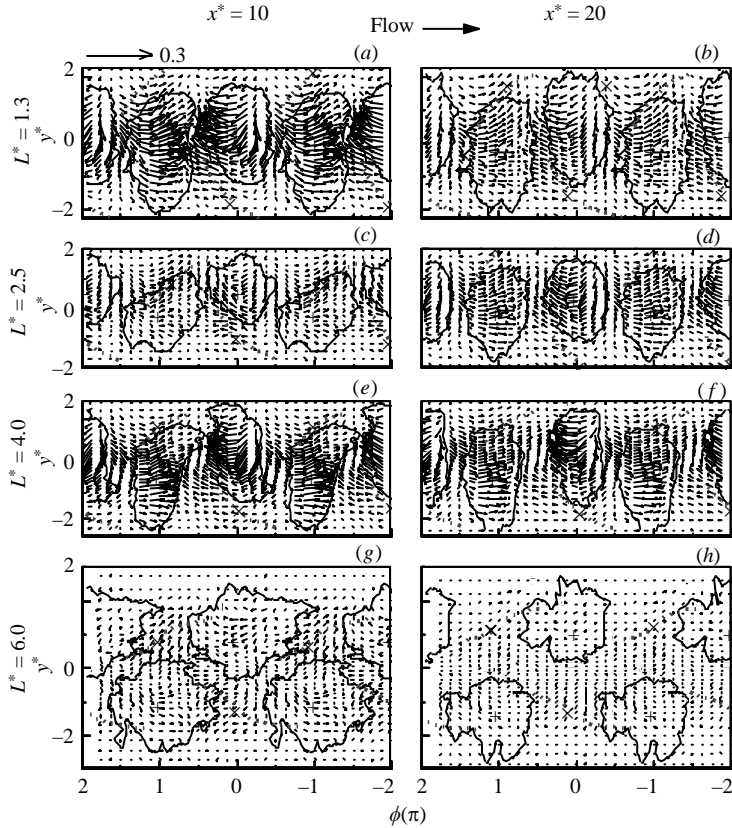 x* = 10
x* = 20
Flow
0.3
(a)
(b)
L* = 1.3
y*
2
0
−2
(c)
(d)
L* = 2.5
y*
2
0
−2
(e)
(f)
L* = 4.0
y*
2
0
−2
(g)
(h)
L* = 6.0
y*
2
0
−2
2 1 0 −1 −2
2 1 0 −1 −2
ϕ(π)